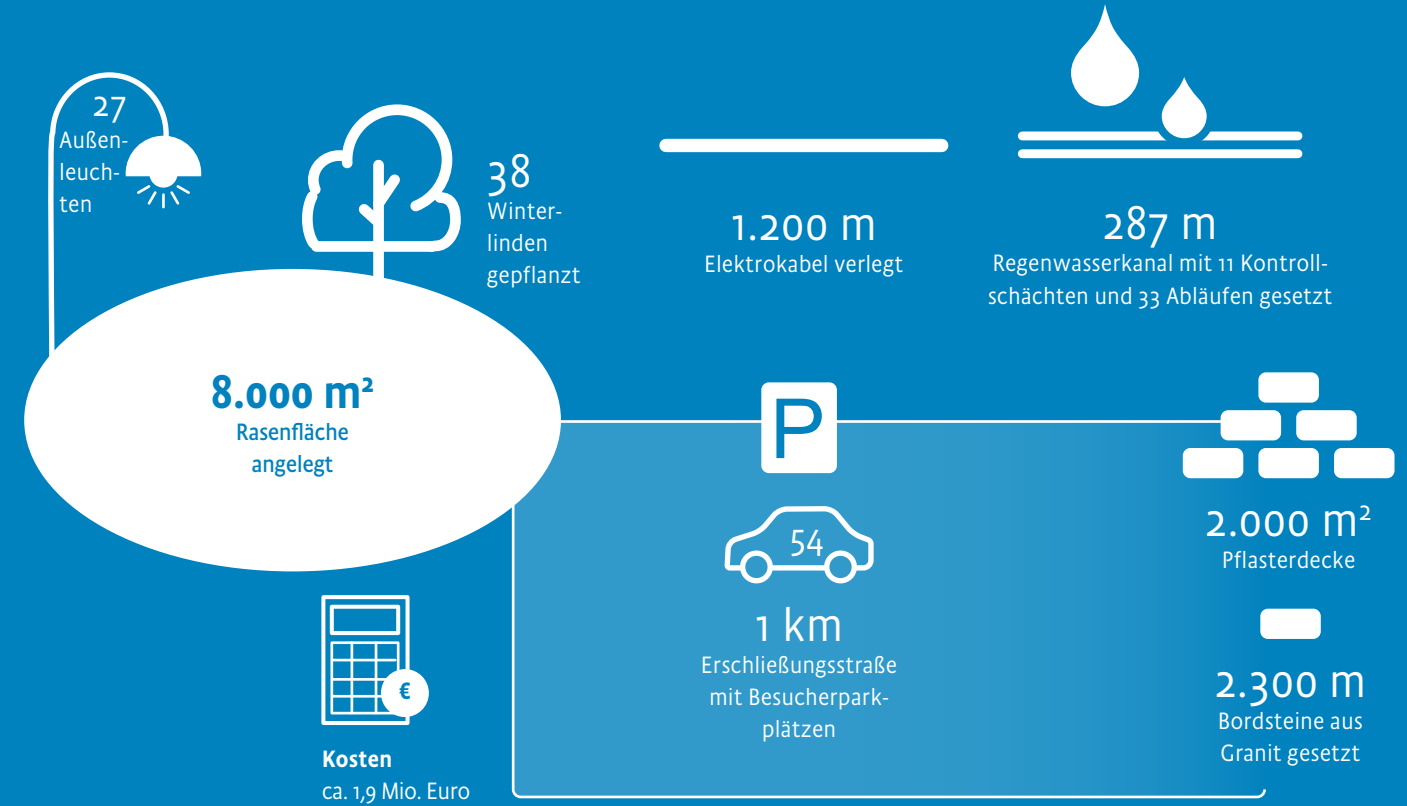 27
Außen-
leuch-
ten
38
Winter-
linden
gepflanzt
1.200 m
Elektrokabel verlegt
287 m
Regenwasserkanal mit 11 Kontroll-
schächten und 33 Abläufen gesetzt
8.000 m²
Rasenfläche
angelegt
P
54
1 km
Erschließungsstraße
mit Besucherpark-
plätzen
2.000 m²
Pflasterdecke
2.300 m
Bordsteine aus
Granit gesetzt
€
Kosten
ca. 1,9 Mio. Euro